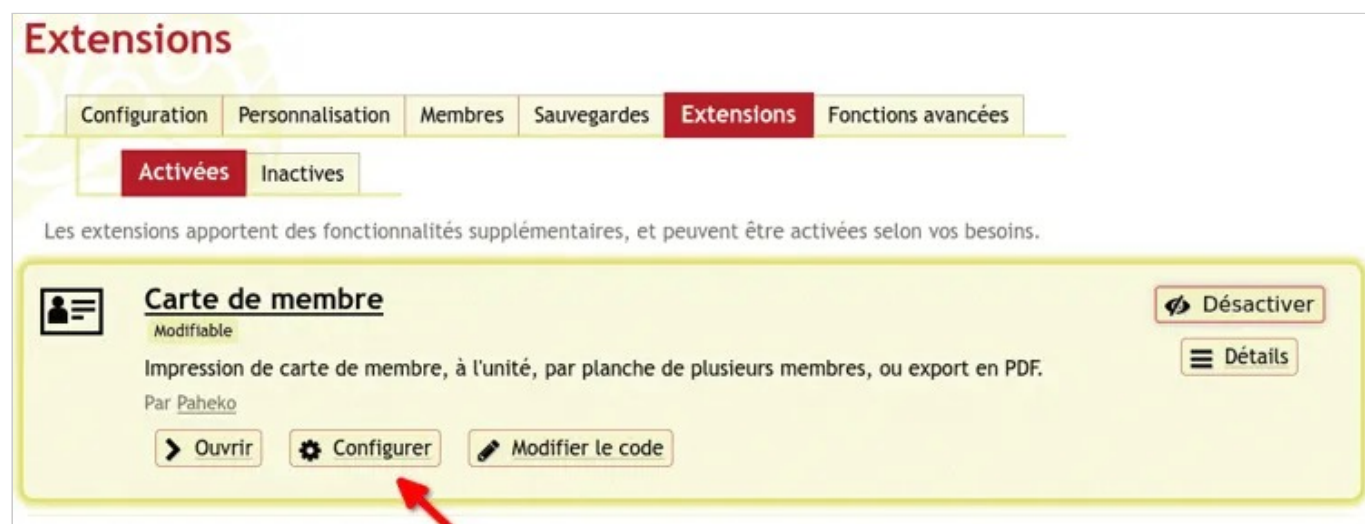 Extensions
Configuration Personnalisation Membres Sauvegardes Extensions Fonctions avancées
Activées Inactives
Les extensions apportent des fonctionnalités supplémentaires, et peuvent être activées selon vos besoins.
Carte de membre
Désactiver
Modifiable
Détails
Impression de carte de membre, à l'unité, par planche de plusieurs membres, ou export en PDF.
Par Paheko
Ouvrir Configurer Modifier le code